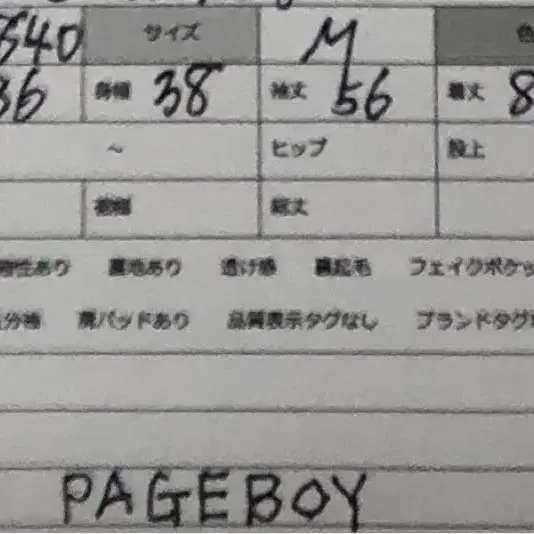 540 サイズ M 色
36 身幅 38 袖丈 56 着丈 8
~ ヒップ 股上
裾幅 総丈
伸縮性あり 裏地あり 透け感 裏起毛 フェイクポケッ
分袖 肩パッドあり 品質表示タグなし ブランドタグ
PAGEBOY